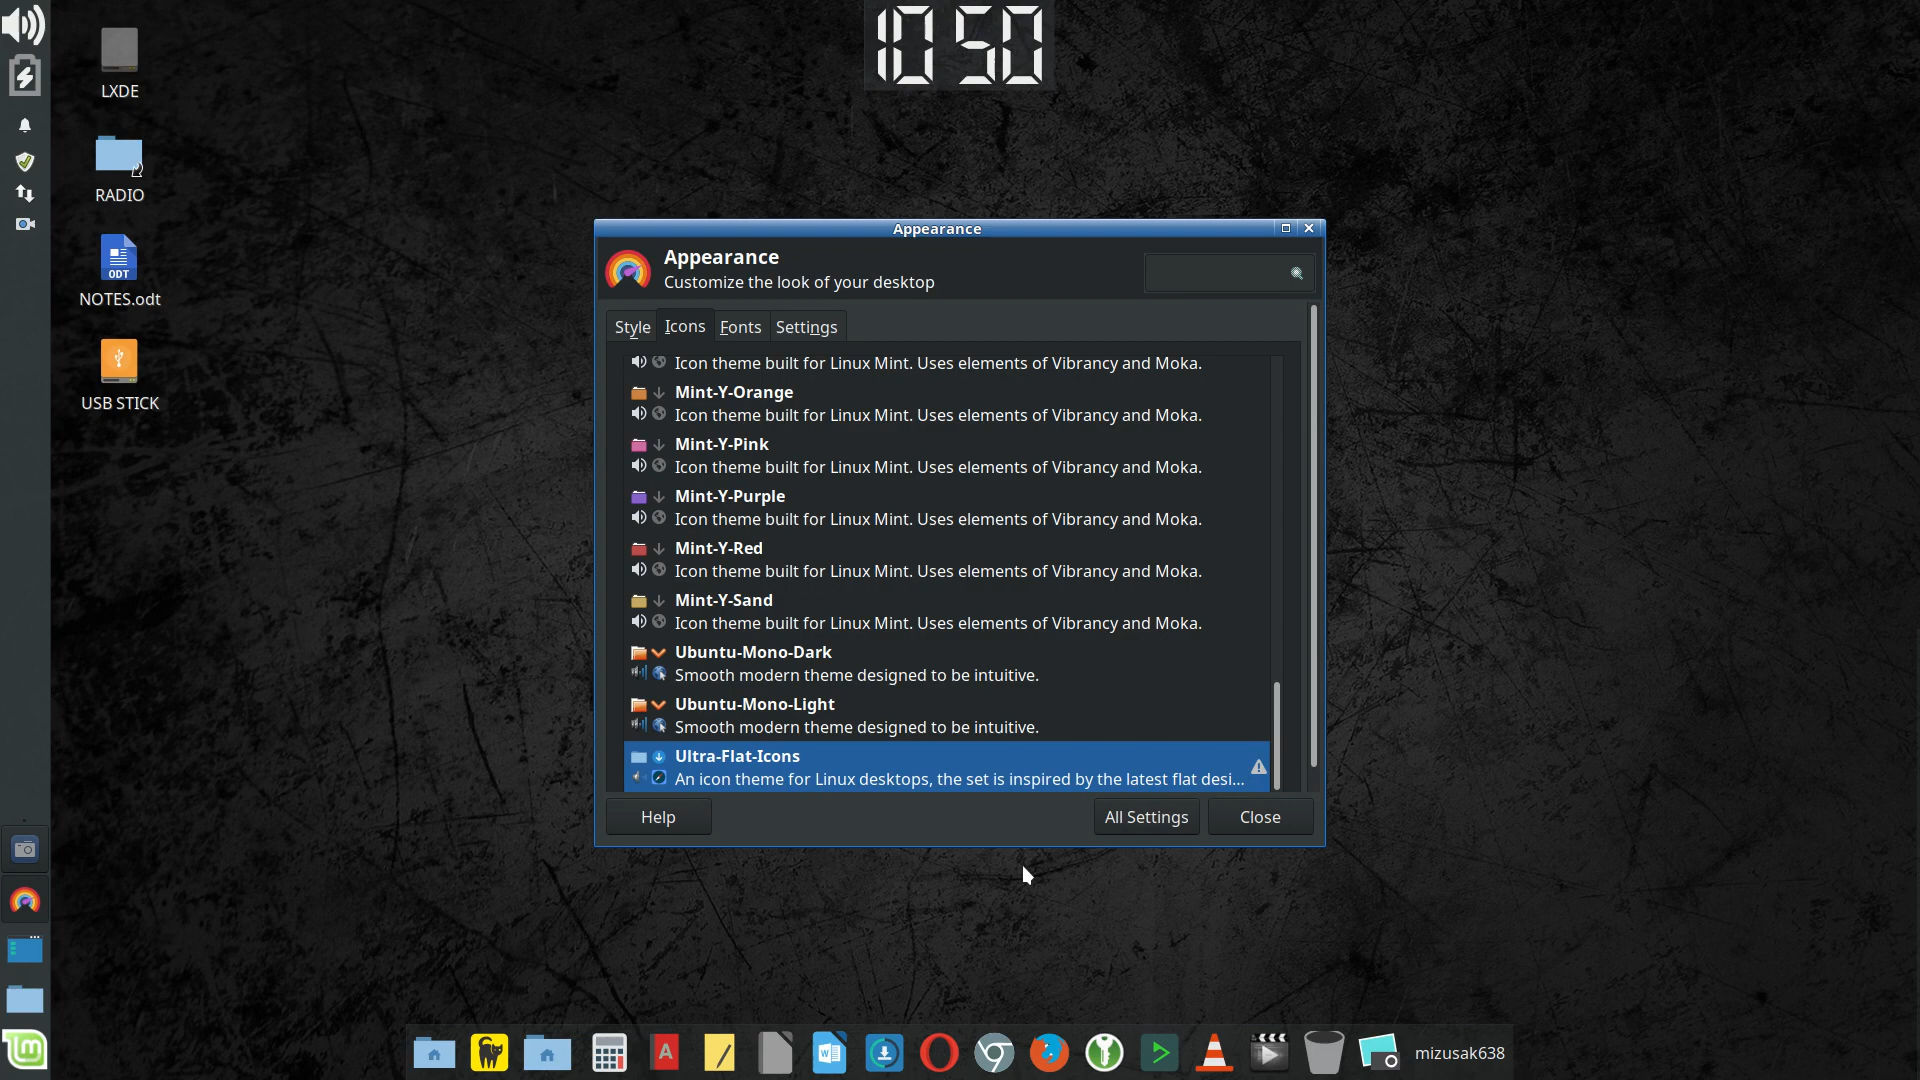 10 50
LXDE
RADIO
ODT
NOTES.odt
USB STICK
Appearance
Appearance
Customize the look of your desktop
Style Icons Fonts Settings
Icon theme built for Linux Mint. Uses elements of Vibrancy and Moka.
Mint-Y-Orange
Icon theme built for Linux Mint. Uses elements of Vibrancy and Moka.
Mint-Y-Pink
Icon theme built for Linux Mint. Uses elements of Vibrancy and Moka.
Mint-Y-Purple
Icon theme built for Linux Mint. Uses elements of Vibrancy and Moka.
Mint-Y-Red
Icon theme built for Linux Mint. Uses elements of Vibrancy and Moka.
Mint-Y-Sand
Icon theme built for Linux Mint. Uses elements of Vibrancy and Moka.
Ubuntu-Mono-Dark
Smooth modern theme designed to be intuitive.
Ubuntu-Mono-Light
Smooth modern theme designed to be intuitive.
Ultra-Flat-Icons
An icon theme for Linux desktops, the set is inspired by the latest flat desi...
Help All Settings Close
A W mizusak638